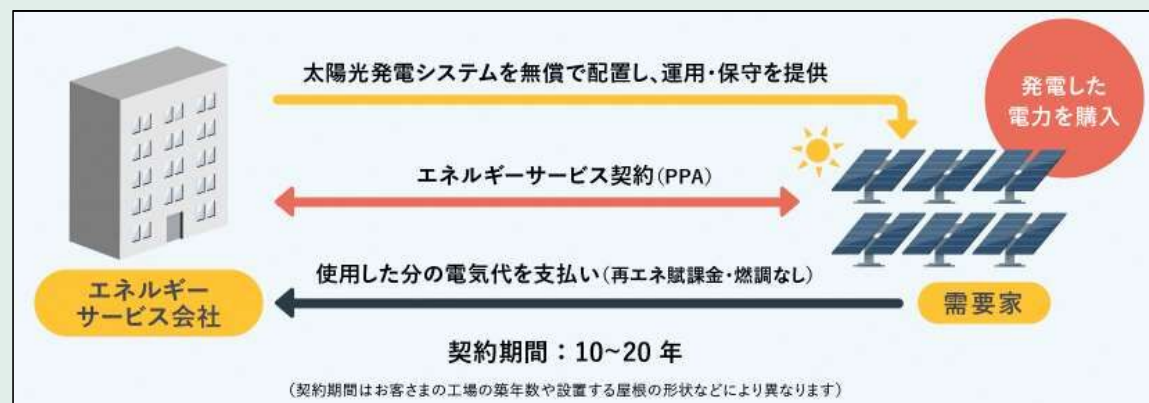 太陽光発電システムを無償で配置し、運用・保守を提供
発電した
電力を購入
エネルギーサービス契約(PPA)
使用した分の電気代を支払い(再エネ賦課金・燃調なし)
エネルギー
サービス会社
需要家
契約期間：10~20 年
(契約期間はお客さまの工場の築年数や設置する屋根の形状などにより異なります)